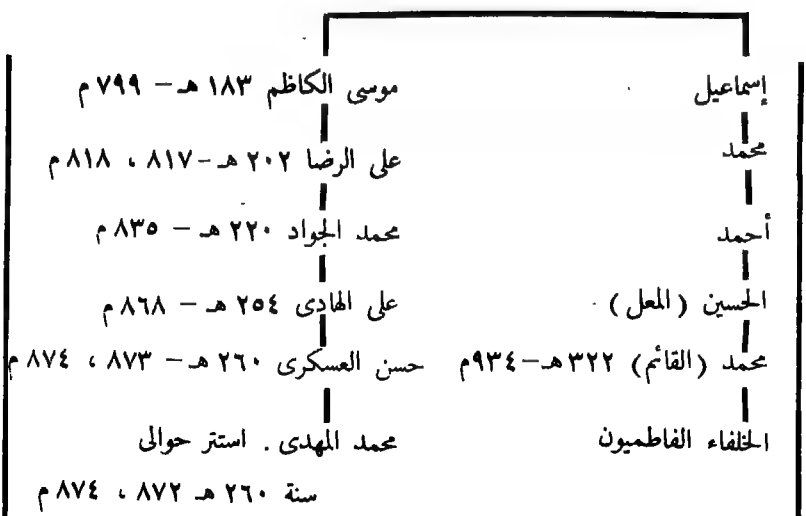 إسماعيل موسى الكاظم ١٨٣ هـ – ٧٩٩ م
محمد على الرضا ٢٠٢ هـ – ٨١٧ ، ٨١٨ م
أحمد محمد الجواد ٢٢٠ هـ – ٨٣٥ م
الحسين (المعل) على الهادى ٢٥٤ هـ – ٨٦٨ م
محمد (القائم) ٣٢٢ هـ – ٩٣٤ م حسن العسكرى ٢٦٠ هـ – ٨٧٣ ، ٨٧٤ م
الخلفاء الفاطميون محمد المهدى . استتر حوالى
سنة ٢٦٠ هـ ٨٧٢ ، ٨٧٤ م